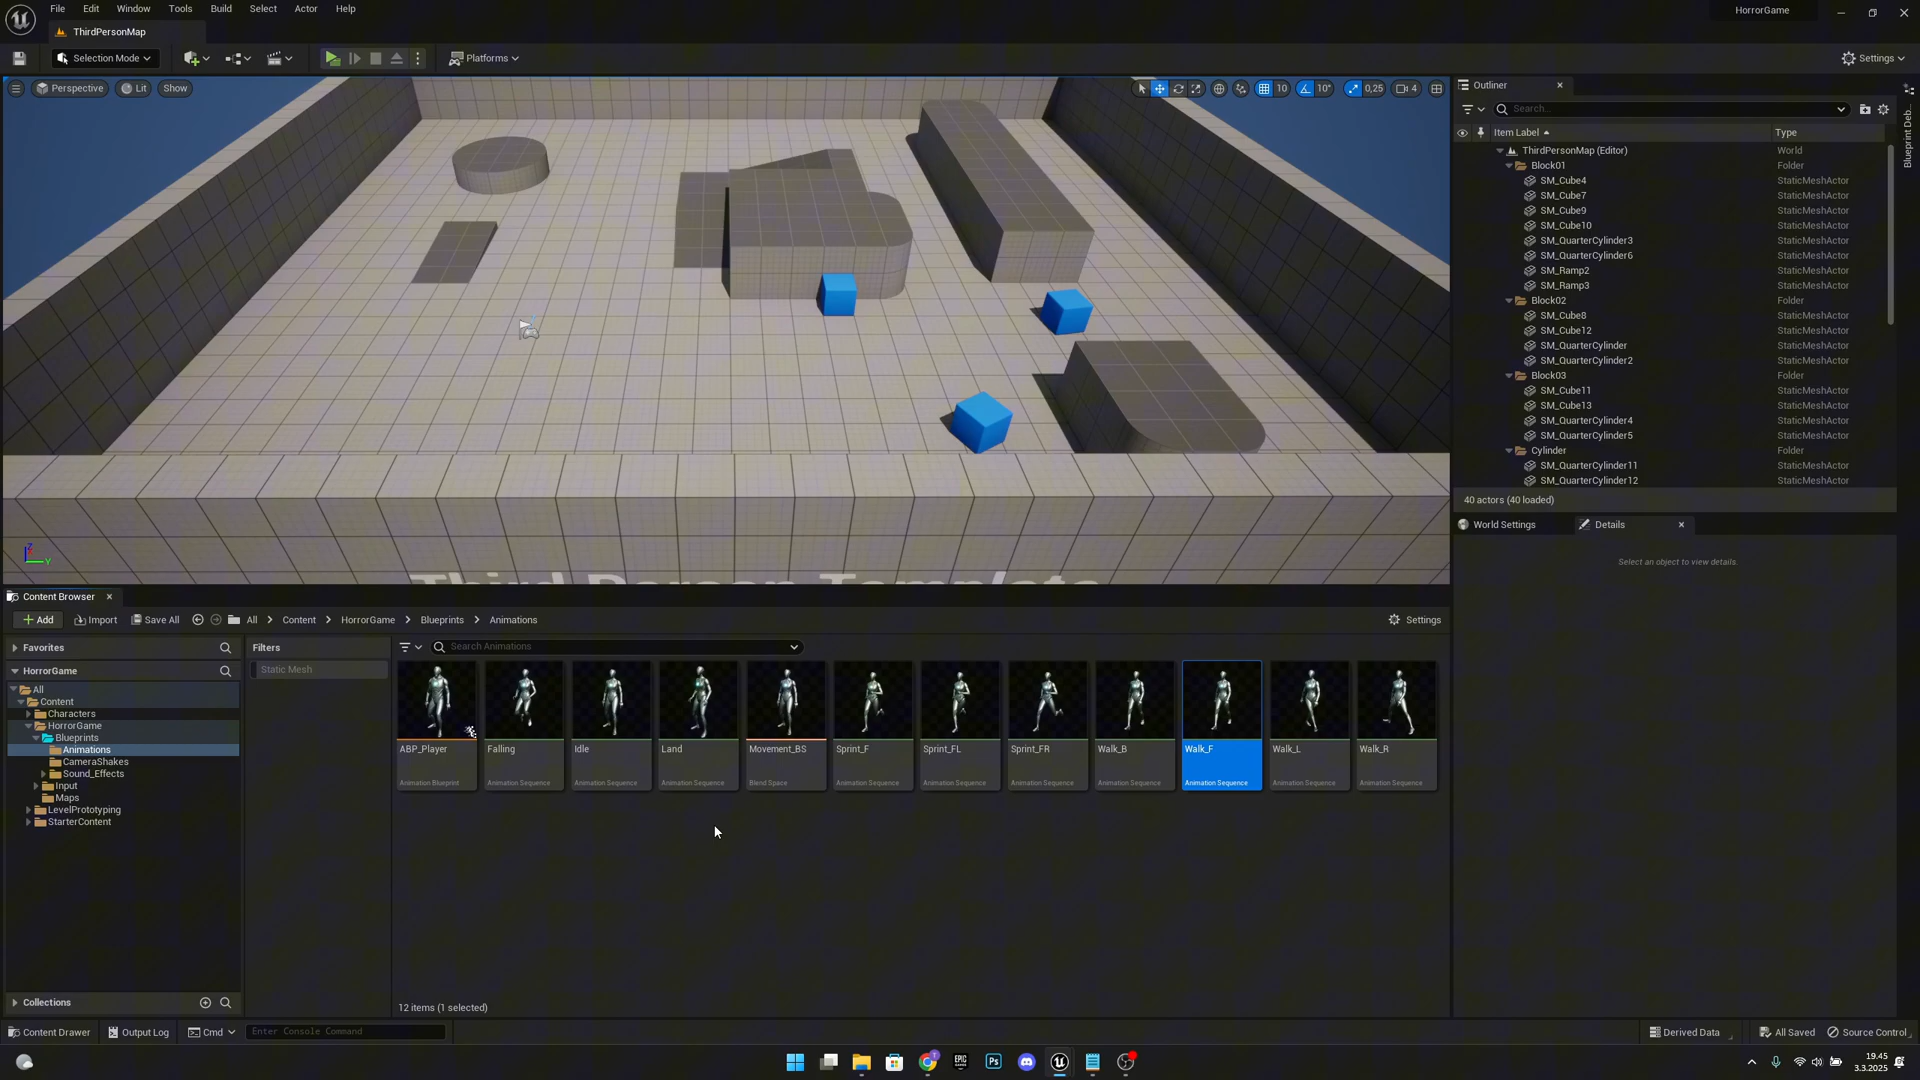 File Edit Window Tools Build Select Actor Help
HorrorGame
ThirdPersonMap
Selection Mode
Platforms
Settings
Perspective Lit Show
10 10° 0,25 4
Third Person Template
Outliner
Search...
Item Label Type
ThirdPersonMap (Editor) World
Block01 Folder
SM_Cube4 StaticMeshActor
SM_Cube7 StaticMeshActor
SM_Cube9 StaticMeshActor
SM_Cube10 StaticMeshActor
SM_QuarterCylinder3 StaticMeshActor
SM_QuarterCylinder6 StaticMeshActor
SM_Ramp2 StaticMeshActor
SM_Ramp3 StaticMeshActor
Block02 Folder
SM_Cube8 StaticMeshActor
SM_Cube12 StaticMeshActor
SM_QuarterCylinder StaticMeshActor
SM_QuarterCylinder2 StaticMeshActor
Block03 Folder
SM_Cube11 StaticMeshActor
SM_Cube13 StaticMeshActor
SM_QuarterCylinder4 StaticMeshActor
SM_QuarterCylinder5 StaticMeshActor
Cylinder Folder
SM_QuarterCylinder11 StaticMeshActor
SM_QuarterCylinder12 StaticMeshActor
40 actors (40 loaded)
Blueprint Deb...
World Settings Details
Select an object to view details.
Z
Y
Content Browser
Add Import Save All All Content HorrorGame Blueprints Animations Settings
Favorites
HorrorGame
All
Content
Characters
HorrorGame
Blueprints
Animations
CameraShakes
Sound_Effects
Input
Maps
LevelPrototyping
StarterContent
Collections
Filters
Static Mesh
Search Animations
ABP_Player Falling Idle Land Movement_BS Sprint_F Sprint_FL Sprint_FR Walk_B Walk_F Walk_L Walk_R
Animation Blueprint Animation Sequence Animation Sequence Animation Sequence Blend Space Animation Sequence Animation Sequence Animation Sequence Animation Sequence Animation Sequence Animation Sequence Animation Sequence
12 items (1 selected)
Content Drawer Output Log Cmd Enter Console Command
Derived Data All Saved Source Control
EPIC GAMES
Ps
19.45
3.3.2025